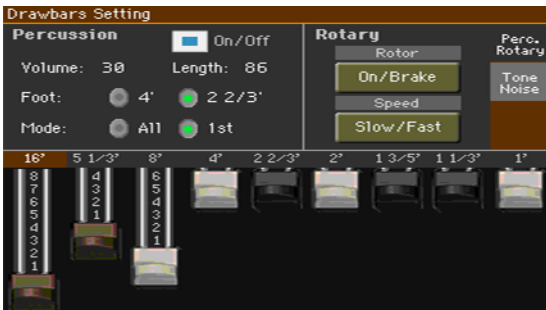 Drawbars Setting
Percussion
On/Off
Volume: 30 Length: 86
Foot: 4' 2 2/3'
Mode: All 1st
Rotary
Rotor
On/Brake
Speed
Slow/Fast
Perc.
Rotary
Tone
Noise
16' 5 1/3' 8' 4' 2 2/3' 2' 1 3/5' 1 1/3' 1'
8 4 6
7 3 5
6 2 4
5 1 3
4 2
3 1
2
1